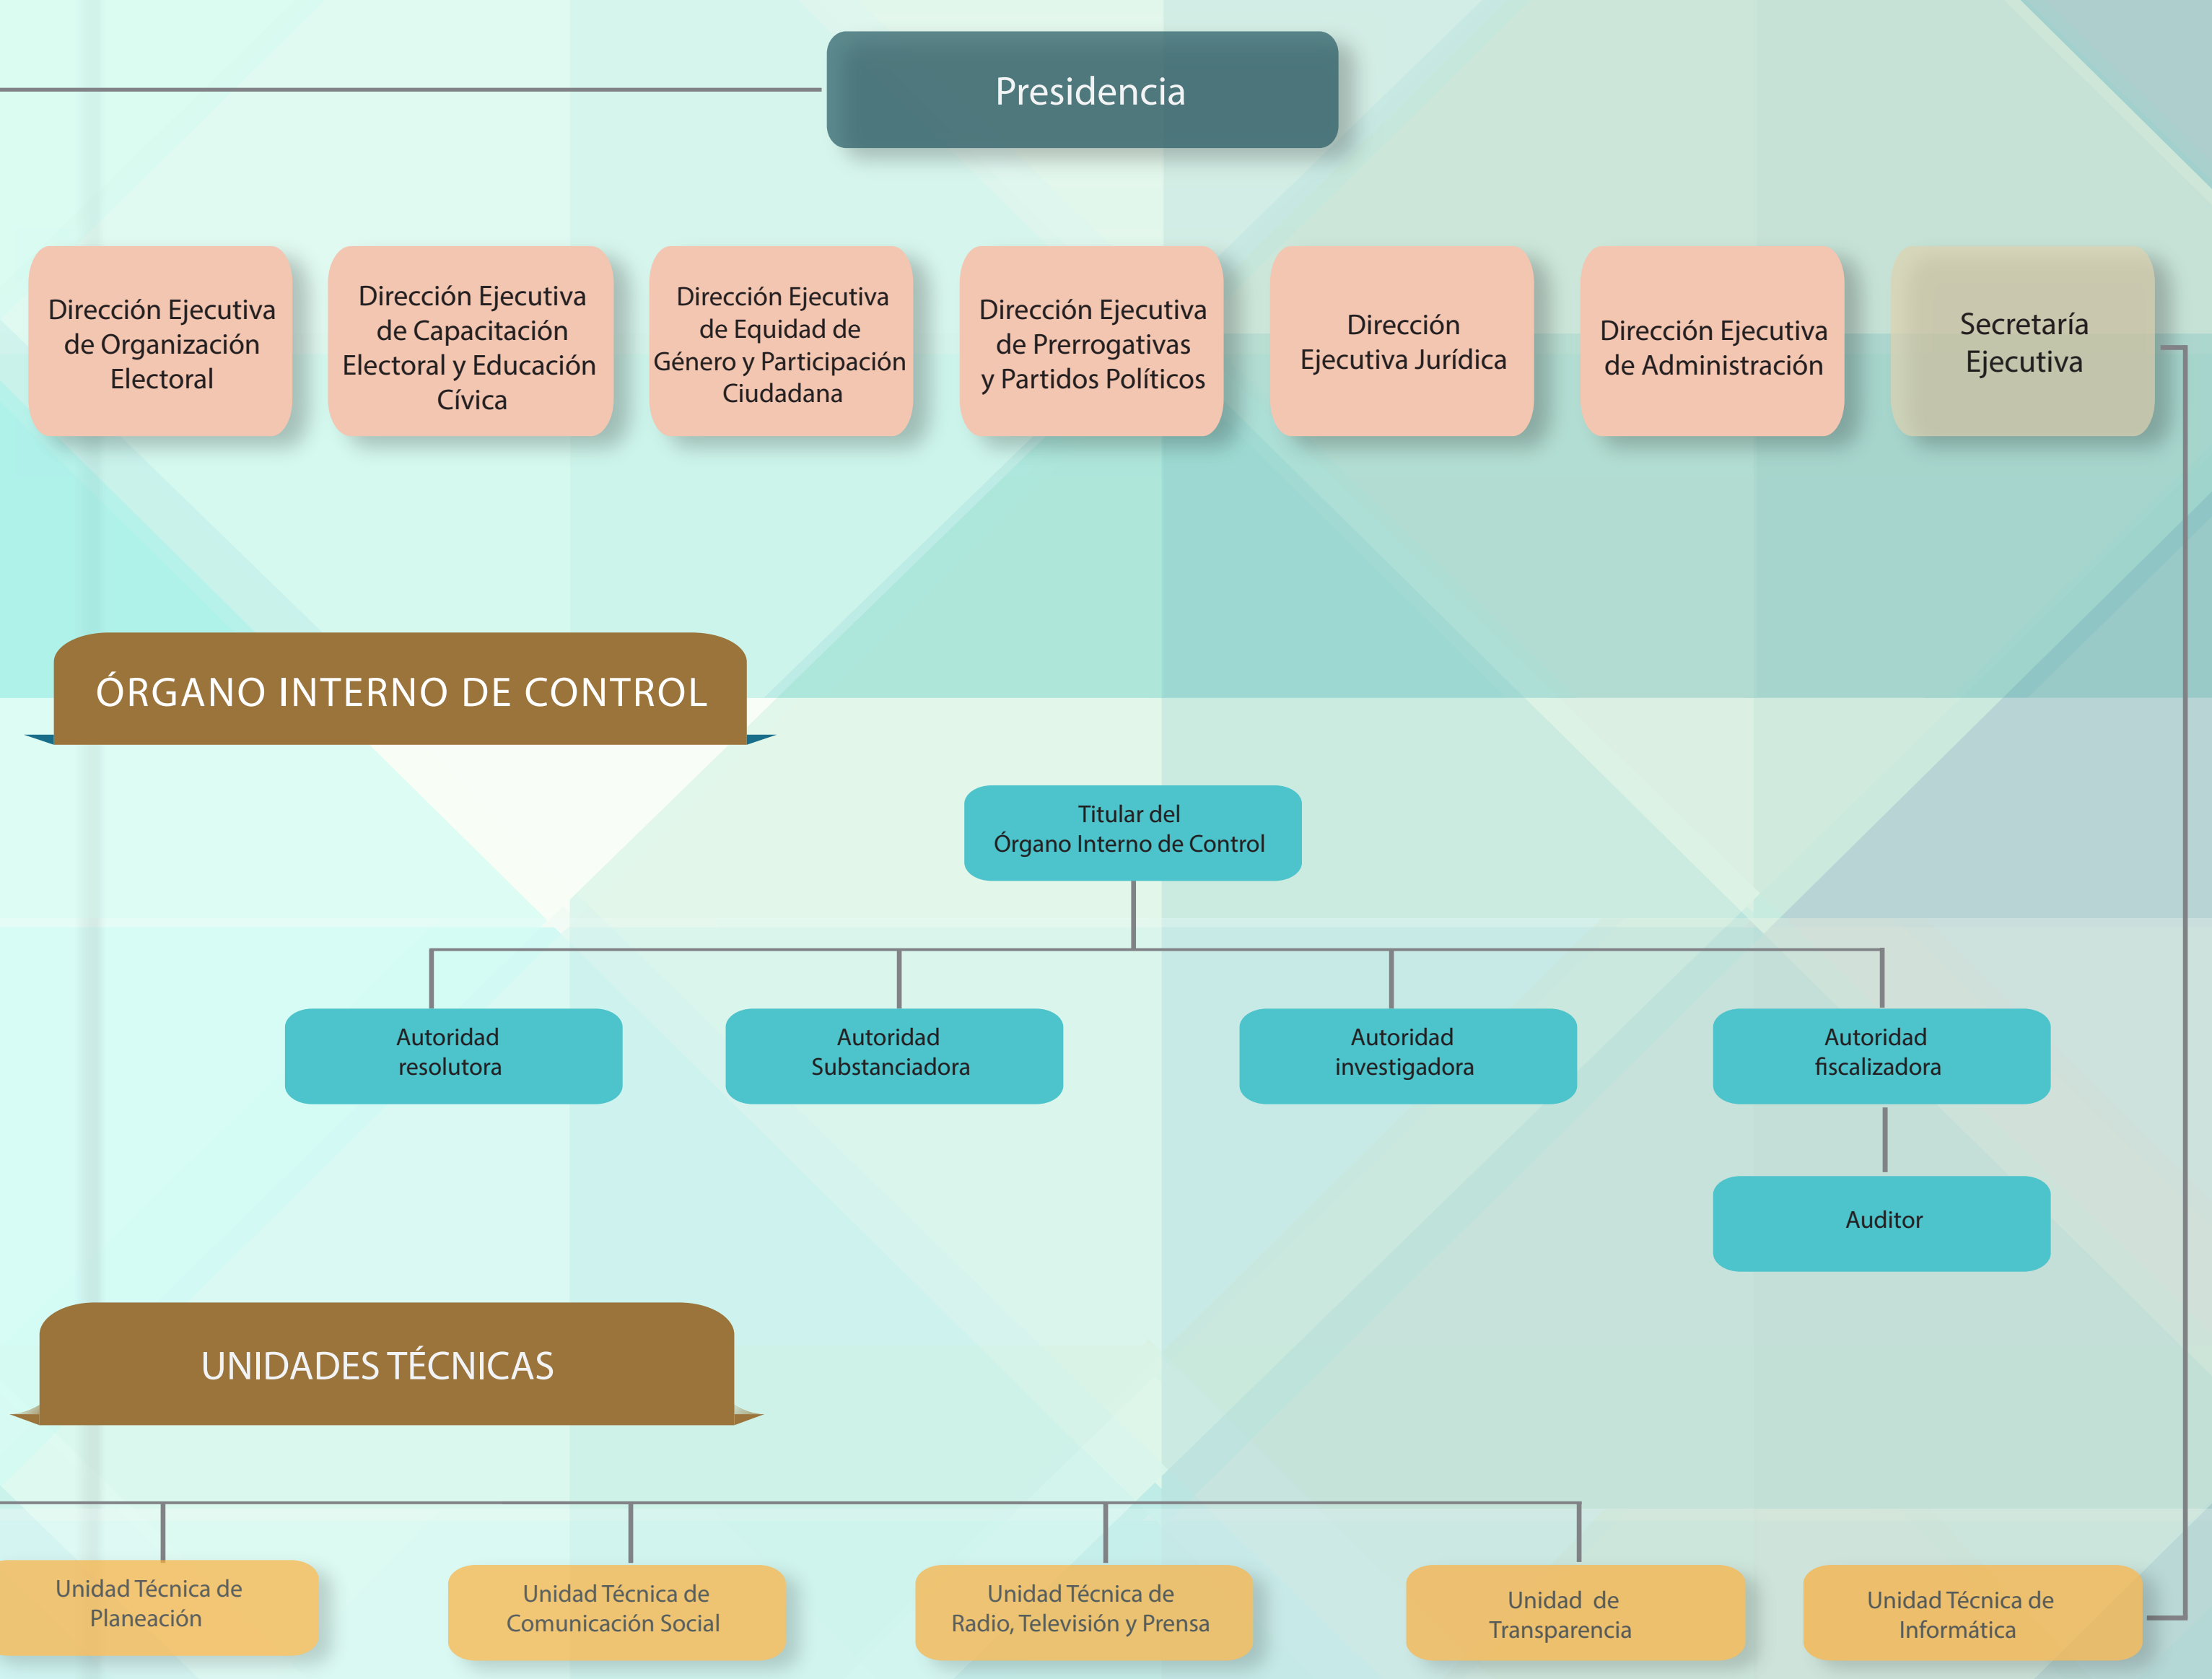 Presidencia
Dirección Ejecutiva
de Organización
Electoral
Dirección Ejecutiva
de Capacitación
Electoral y Educación
Cívica
Dirección Ejecutiva
de Equidad de
Género y Participación
Ciudadana
Dirección Ejecutiva
de Prerrogativas
y Partidos Políticos
Dirección
Ejecutiva Jurídica
Dirección Ejecutiva
de Administración
Secretaría
Ejecutiva
ÓRGANO INTERNO DE CONTROL
Titular del
Órgano Interno de Control
Autoridad
resolutora
Autoridad
Substanciadora
Autoridad
investigadora
Autoridad
fiscalizadora
Auditor
UNIDADES TÉCNICAS
Unidad Técnica de
Planeación
Unidad Técnica de
Comunicación Social
Unidad Técnica de
Radio, Televisión y Prensa
Unidad de
Transparencia
Unidad Técnica de
Informática